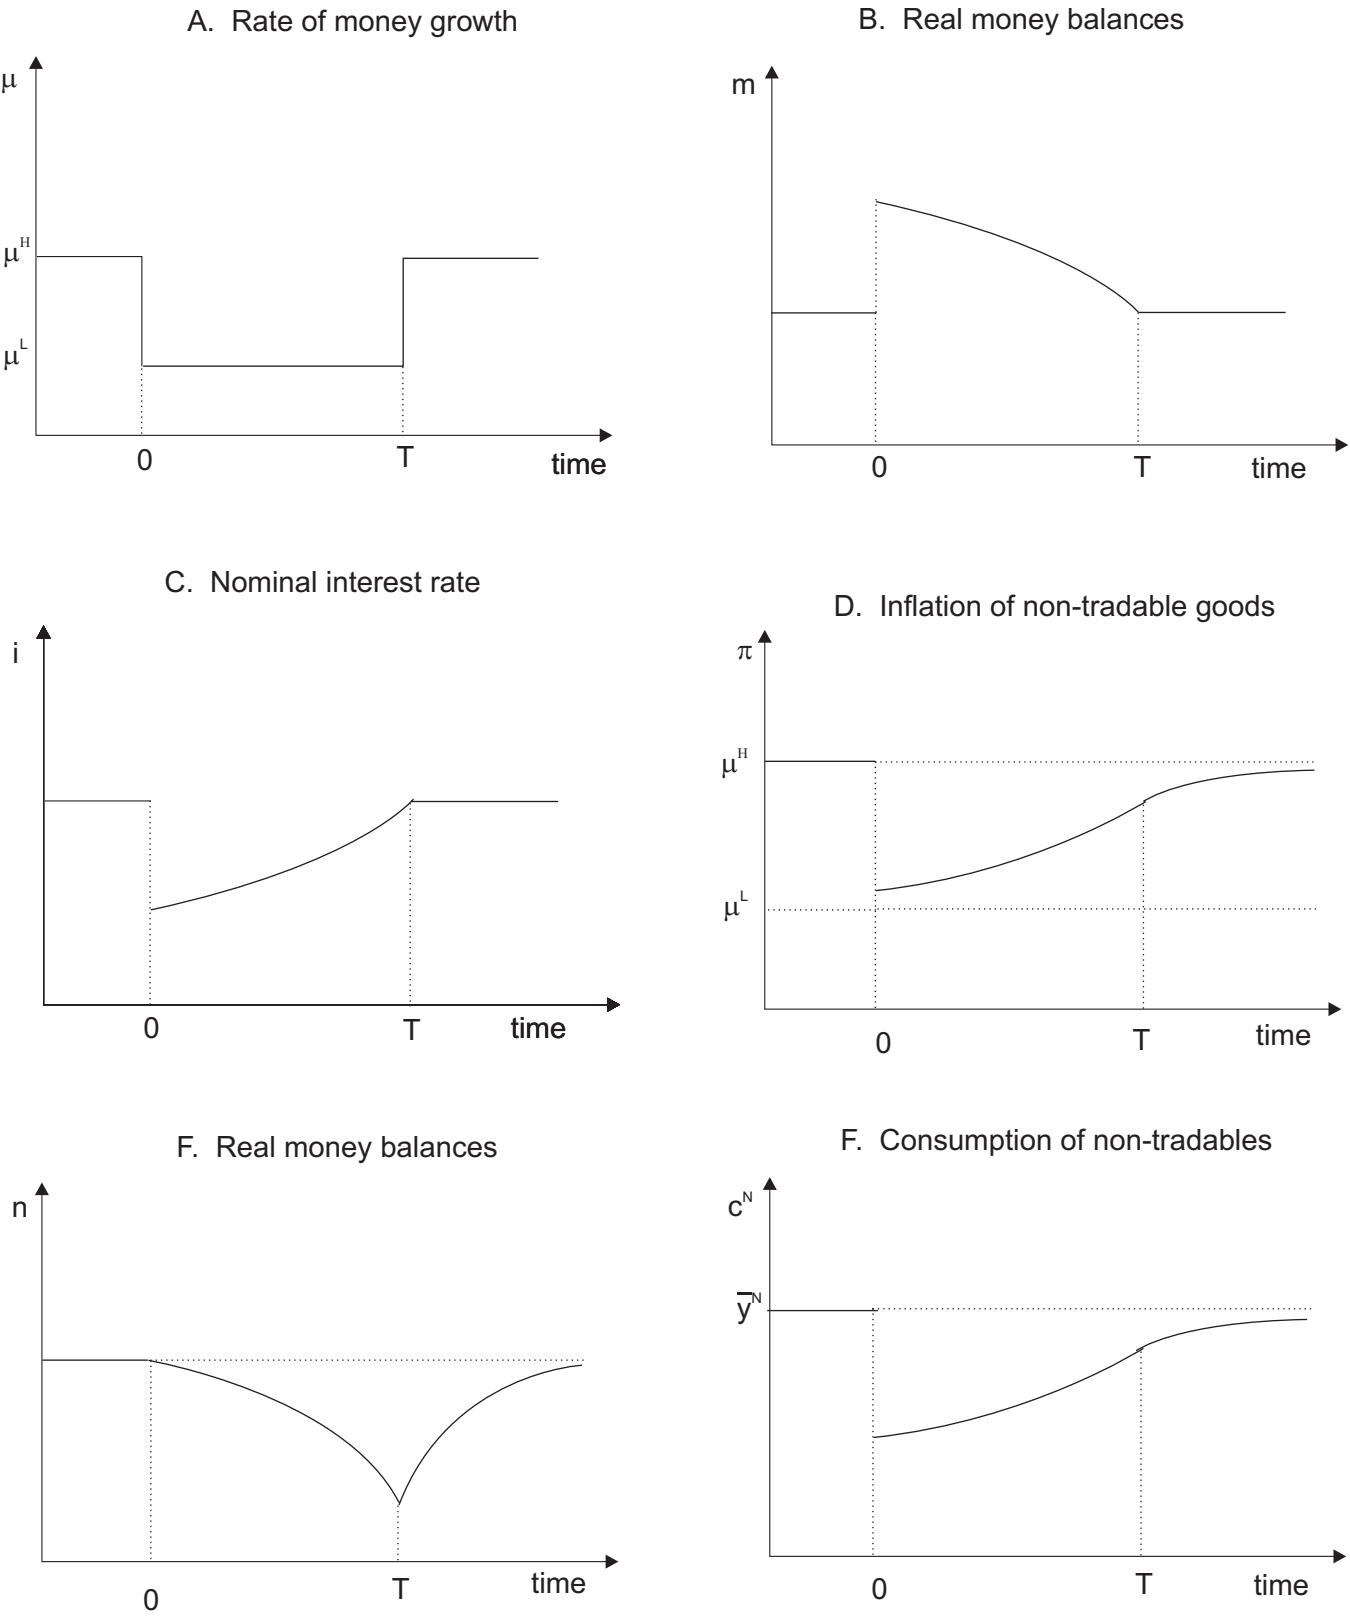 A. Rate of money growth
μ
μᴴ
μᴸ
0
T
time
B. Real money balances
m
0
T
time
C. Nominal interest rate
i
0
T
time
D. Inflation of non-tradable goods
π
μᴴ
μᴸ
0
T
time
F. Real money balances
n
0
T
time
F. Consumption of non-tradables
cᴺ
y̅ᴺ
0
T
time